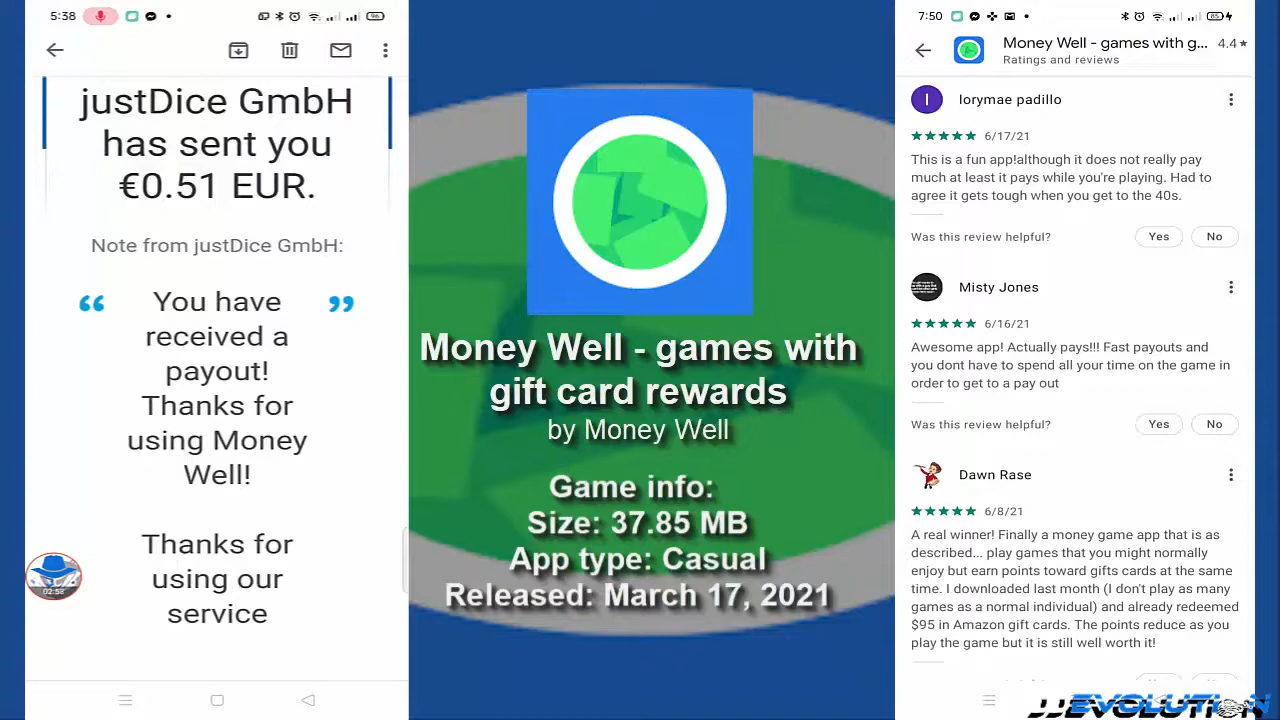 5:38
96
justDice GmbH
has sent you
€0.51 EUR.
Note from justDice GmbH:
“ You have ”
received a
payout!
Thanks for
using Money
Well!
Thanks for
using our
service
02:58
Money Well - games with
gift card rewards
by Money Well
Game info:
Size: 37.85 MB
App type: Casual
Released: March 17, 2021
7:50
85
Money Well - games with g... 4.4★
Ratings and reviews
I
lorymae padillo
★★★★★ 6/17/21
This is a fun app!although it does not really pay
much at least it pays while you're playing. Had to
agree it gets tough when you get to the 40s.
Was this review helpful? Yes No
Misty Jones
★★★★★ 6/16/21
Awesome app! Actually pays!!! Fast payouts and
you dont have to spend all your time on the game in
order to get to a pay out
Was this review helpful? Yes No
Dawn Rase
★★★★★ 6/8/21
A real winner! Finally a money game app that is as
described... play games that you might normally
enjoy but earn points toward gifts cards at the same
time. I downloaded last month (I don't play as many
games as a normal individual) and already redeemed
$95 in Amazon gift cards. The points reduce as you
play the game but it is still well worth it!
JJEVOLUTION